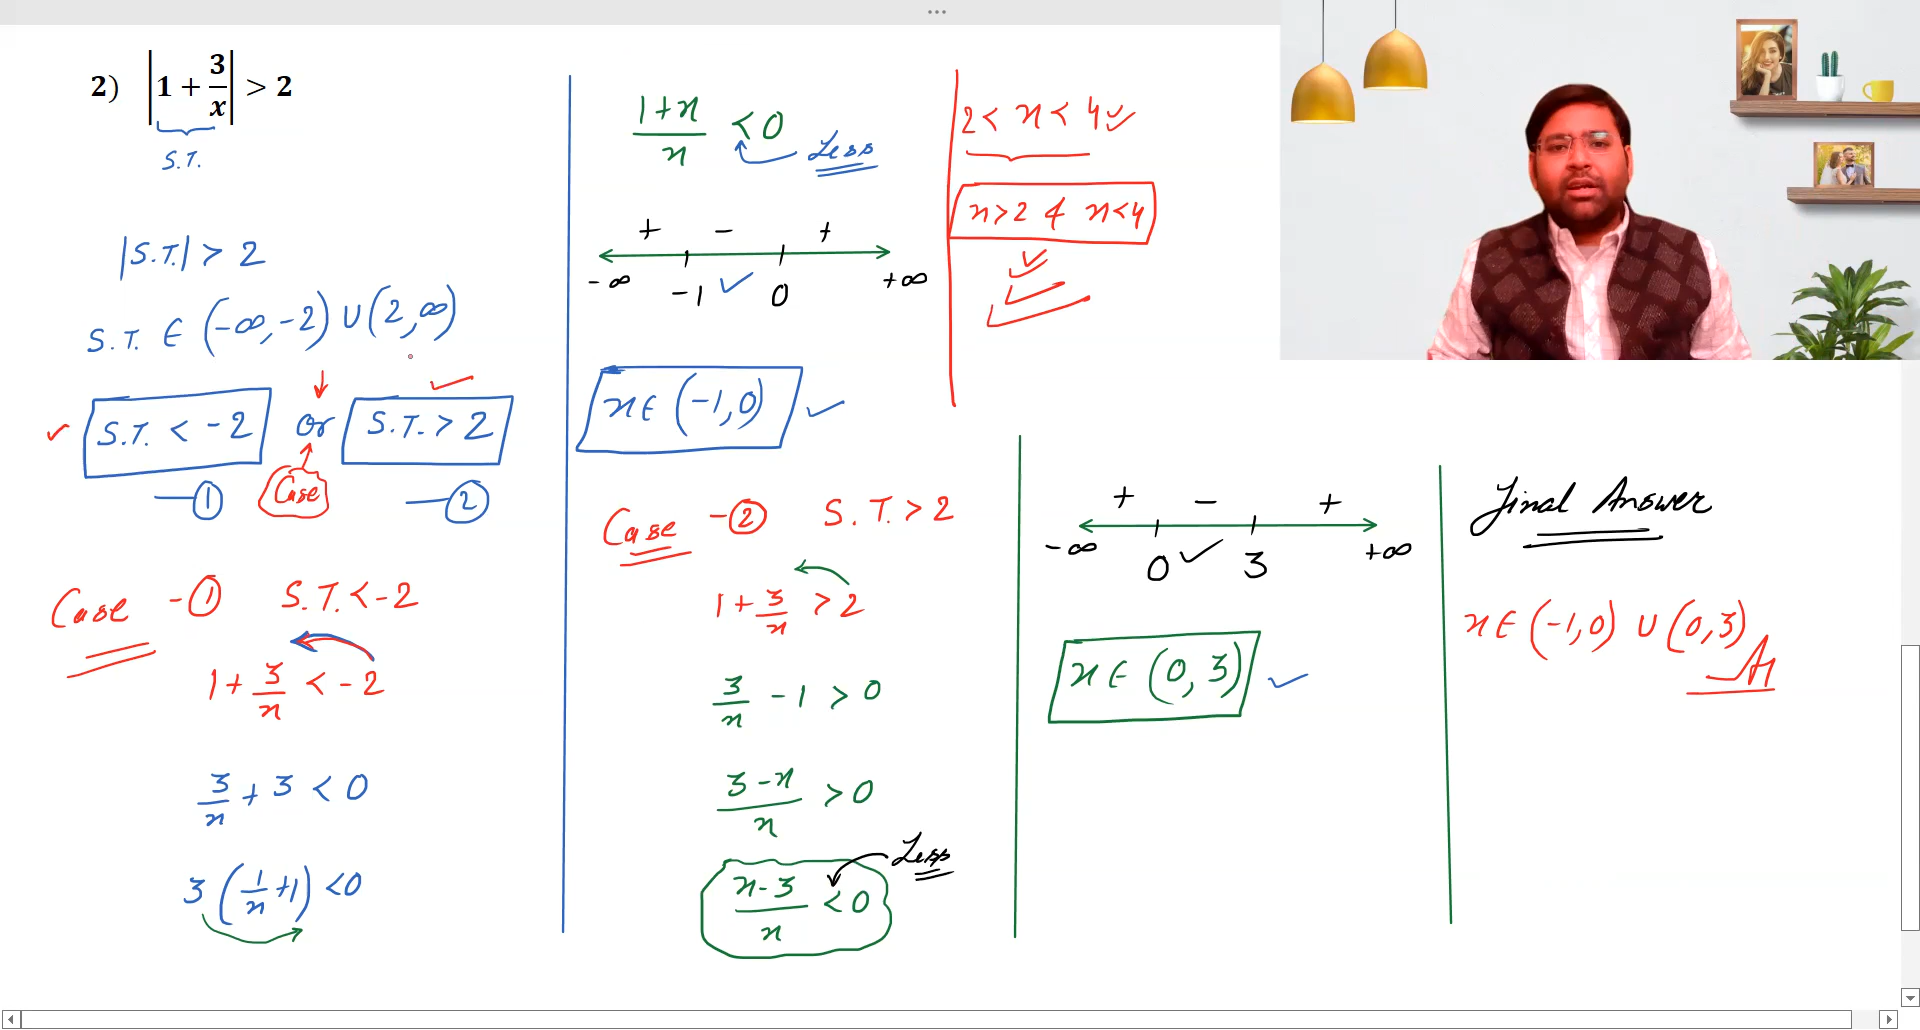 2) |1 + 3/x| > 2
S.T.
|S.T.| > 2
S.T. ∈ (-∞, -2) ∪ (2, ∞)
S.T. < -2 or S.T. > 2
—① Case —②
Case -① S.T. < -2
1 + 3/x < -2
3/x + 3 < 0
3(1/x + 1) < 0
(1+x)/x < 0
Less
+ - +
-∞ -1 0 +∞
x ∈ (-1, 0)
Case -② S.T. > 2
1 + 3/x > 2
3/x - 1 > 0
(3-x)/x > 0
Less
(x-3)/x < 0
2 < x < 4
x > 2 & x < 4
+ - +
-∞ 0 3 +∞
x ∈ (0, 3)
Final Answer
x ∈ (-1, 0) ∪ (0, 3)